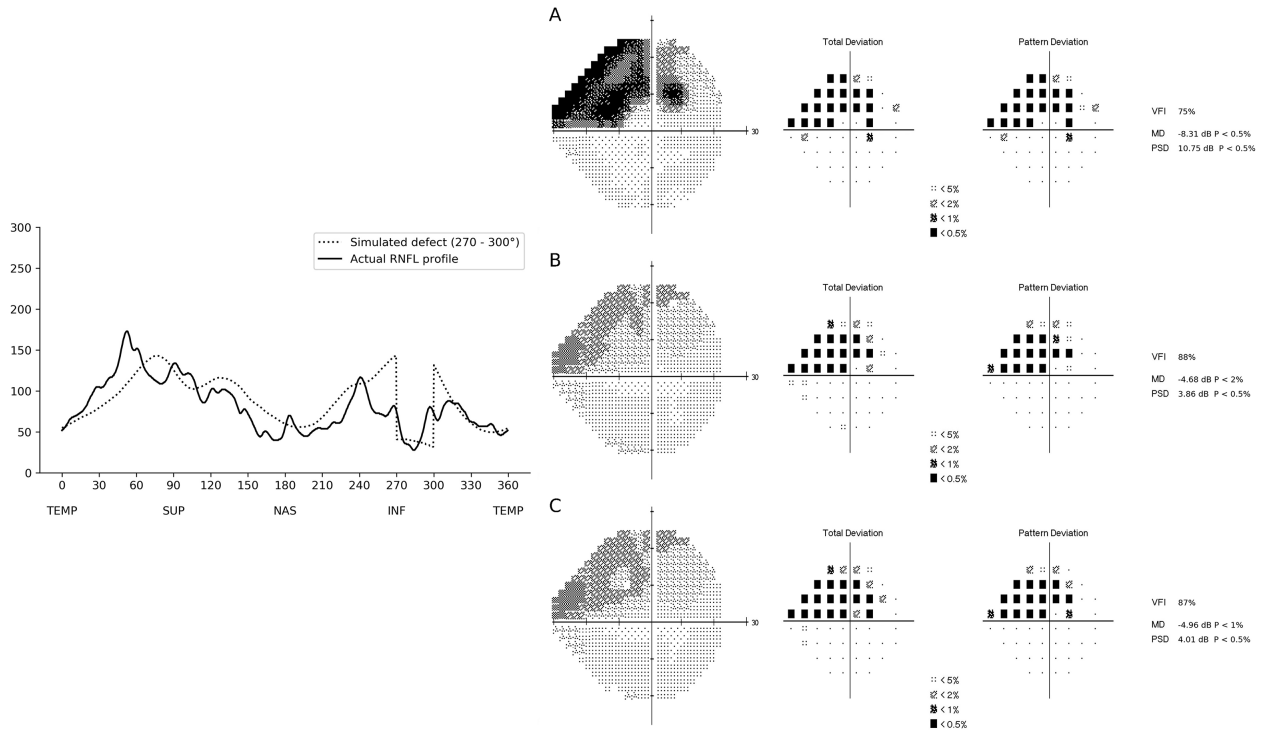 A
Total Deviation
Pattern Deviation
30
VFI 75%
MD -8.31 dB P < 0.5%
PSD 10.75 dB P < 0.5%
:: < 5%
< 2%
< 1%
■ < 0.5%
300
250
200
150
100
50
0
Simulated defect (270 - 300°)
Actual RNFL profile
0 30 60 90 120 150 180 210 240 270 300 330 360
TEMP SUP NAS INF TEMP
B
Total Deviation
Pattern Deviation
30
VFI 88%
MD -4.68 dB P < 2%
PSD 3.86 dB P < 0.5%
:: < 5%
< 2%
< 1%
■ < 0.5%
C
Total Deviation
Pattern Deviation
30
VFI 87%
MD -4.96 dB P < 1%
PSD 4.01 dB P < 0.5%
:: < 5%
< 2%
< 1%
■ < 0.5%